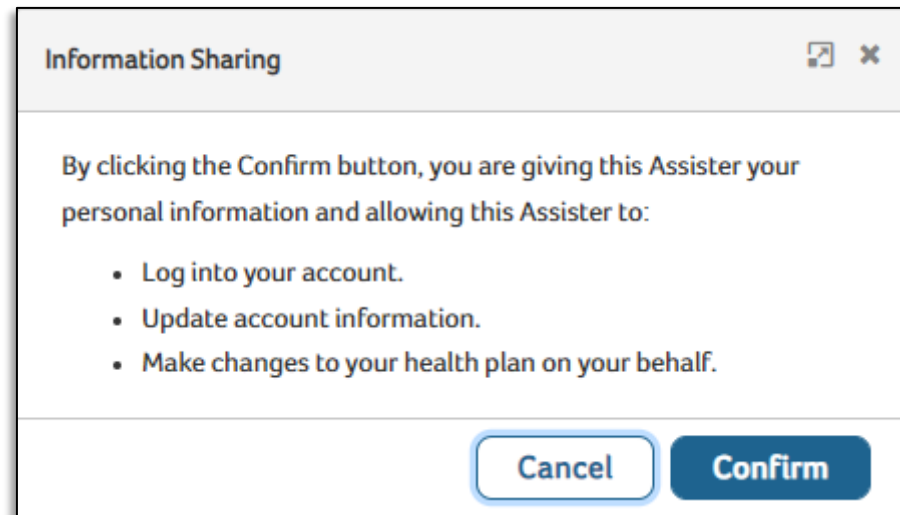 Information Sharing
By clicking the Confirm button, you are giving this Assister your
personal information and allowing this Assister to:
• Log into your account.
• Update account information.
• Make changes to your health plan on your behalf.
Cancel Confirm